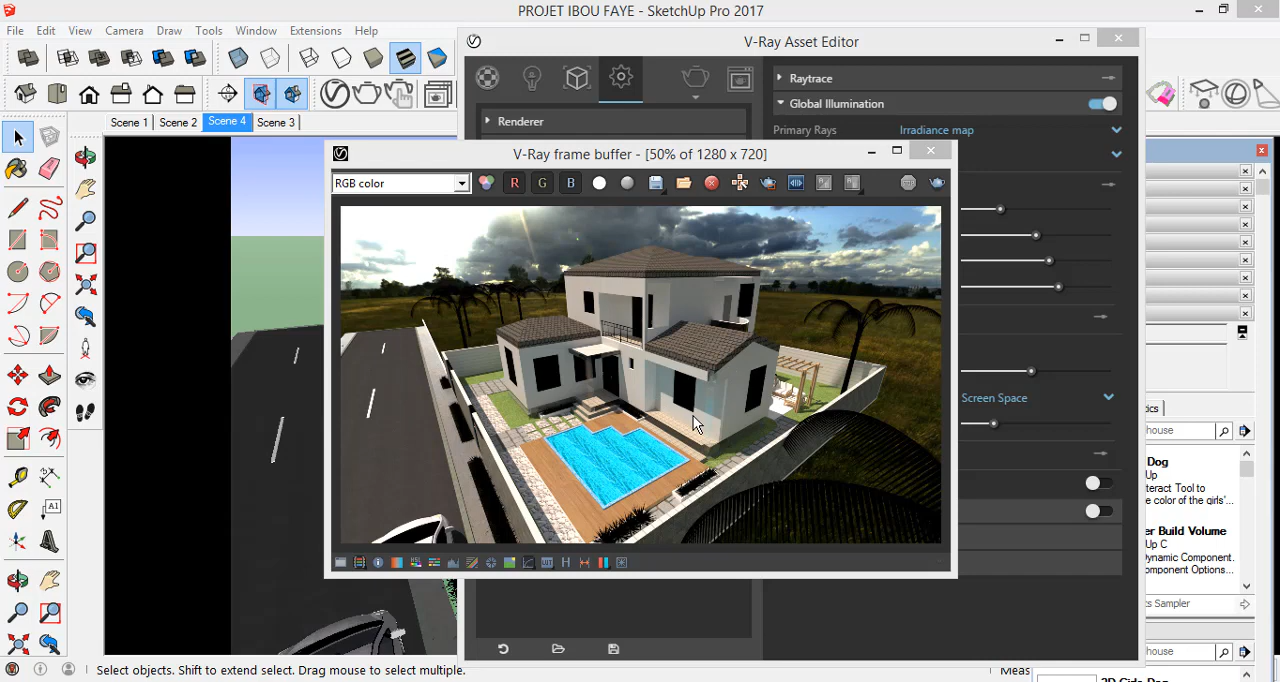 PROJET IBOU FAYE - SketchUp Pro 2017
File Edit View Camera Draw Tools Window Extensions Help
V-Ray Asset Editor
Scene 1 Scene 2 Scene 4 Scene 3
Renderer
Raytrace
Global Illumination
Primary Rays Irradiance map
V-Ray frame buffer - [50% of 1280 x 720]
RGB color R G B
Screen Space
tics
house
Dog
Up
teract Tool to
e color of the girls'...
er Build Volume
Up C
Dynamic Component.
omponent Options...
s Sampler
house
A1
H
Select objects. Shift to extend select. Drag mouse to select multiple.
Meas